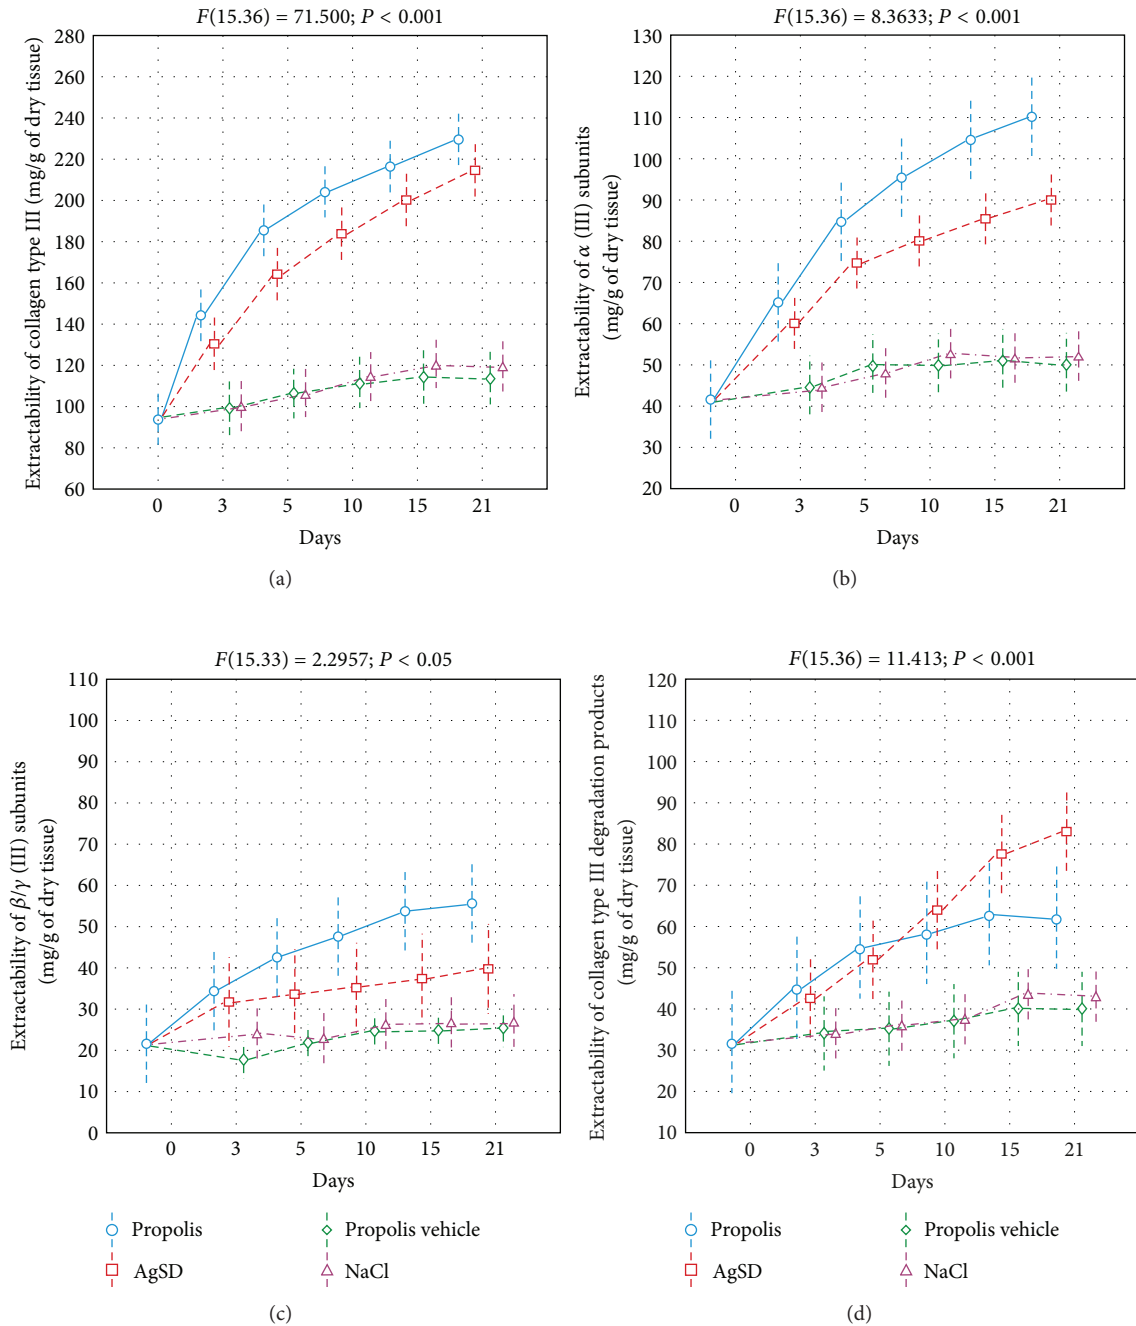 F(15.36) = 71.500; P < 0.001
Extractability of collagen type III (mg/g of dry tissue)
280
260
240
220
200
180
160
140
120
100
80
60
0 3 5 10 15 21
Days
(a)
F(15.36) = 8.3633; P < 0.001
Extractability of α (III) subunits
(mg/g of dry tissue)
130
120
110
100
90
80
70
60
50
40
30
20
0 3 5 10 15 21
Days
(b)
F(15.33) = 2.2957; P < 0.05
Extractability of β/γ (III) subunits
(mg/g of dry tissue)
110
100
90
80
70
60
50
40
30
20
10
0
0 3 5 10 15 21
Days
Propolis
AgSD
Propolis vehicle
NaCl
(c)
F(15.36) = 11.413; P < 0.001
Extractability of collagen type III degradation products
(mg/g of dry tissue)
120
110
100
90
80
70
60
50
40
30
20
10
0 3 5 10 15 21
Days
Propolis
AgSD
Propolis vehicle
NaCl
(d)